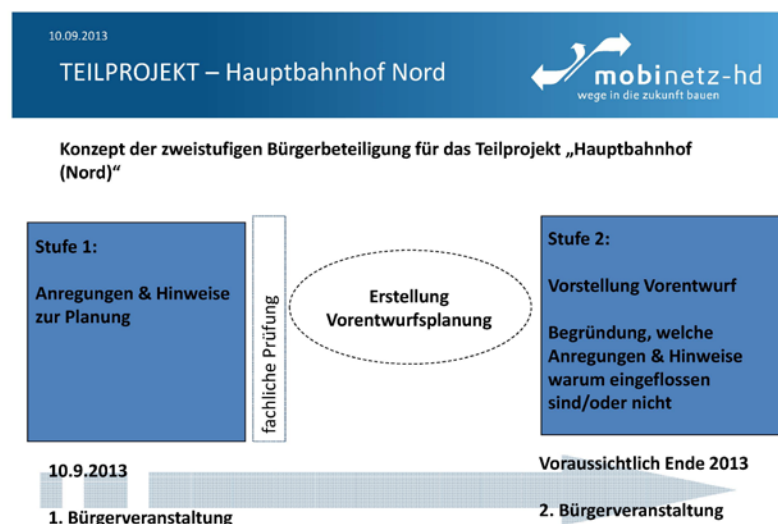 10.09.2013
TEILPROJEKT – Hauptbahnhof Nord
mobinetz-hd
wege in die zukunft bauen
Konzept der zweistufigen Bürgerbeteiligung für das Teilprojekt „Hauptbahnhof
(Nord)“
Stufe 1:
Anregungen & Hinweise
zur Planung
fachliche Prüfung
Erstellung
Vorentwurfsplanung
Stufe 2:
Vorstellung Vorentwurf
Begründung, welche
Anregungen & Hinweise
warum eingeflossen
sind/oder nicht
10.9.2013
1. Bürgerveranstaltung
Voraussichtlich Ende 2013
2. Bürgerveranstaltung